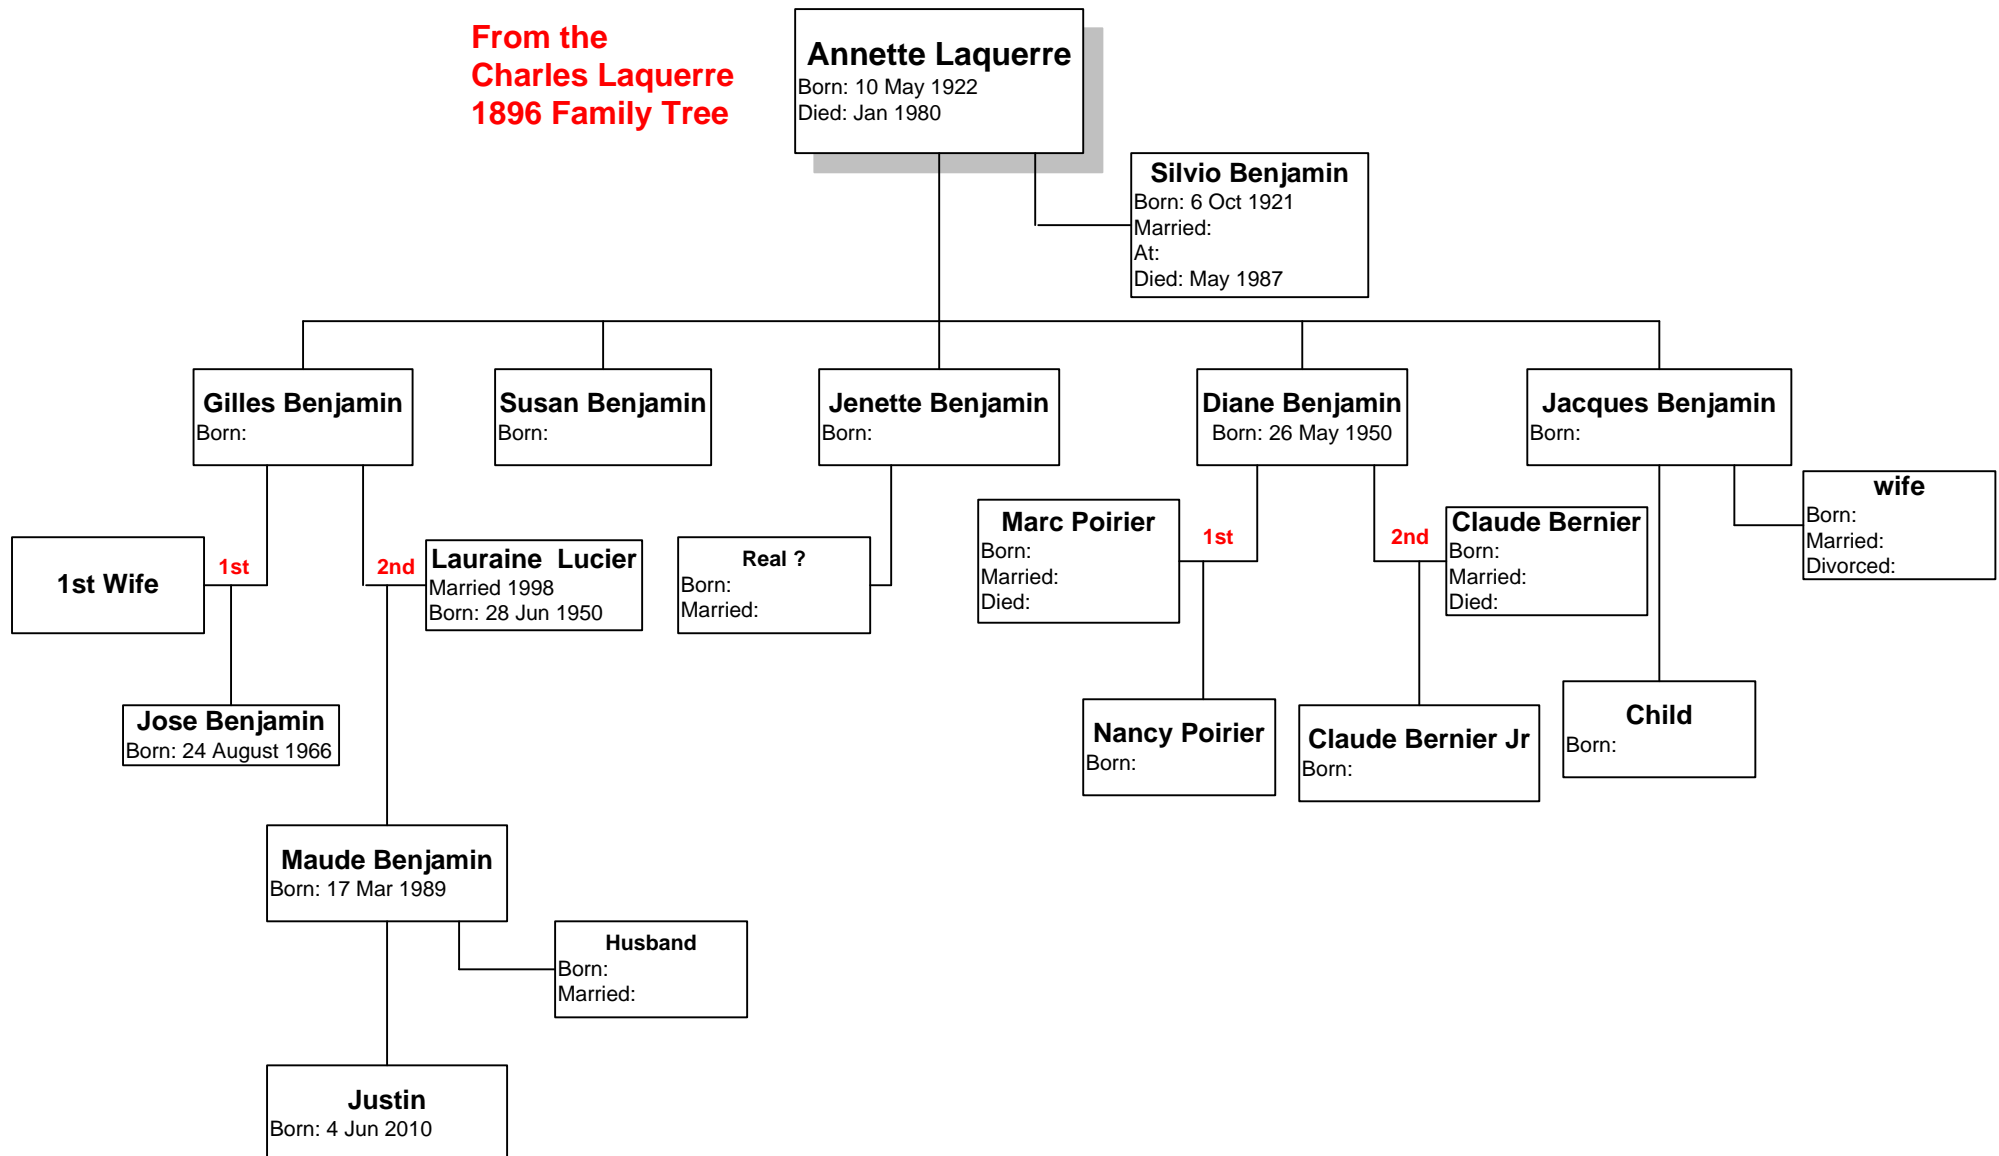 From the
Charles Laquerre
1896 Family Tree
Annette Laquerre
Born: 10 May 1922
Died: Jan 1980
Silvio Benjamin
Born: 6 Oct 1921
Married:
At:
Died: May 1987
Gilles Benjamin
Born:
Susan Benjamin
Born:
Jenette Benjamin
Born:
Diane Benjamin
Born: 26 May 1950
Jacques Benjamin
Born:
1st Wife
1st
2nd
Lauraine  Lucier
Married 1998
Born: 28 Jun 1950
Real ?
Born:
Married:
Marc Poirier
Born:
Married:
Died:
1st
2nd
Claude Bernier
Born:
Married:
Died:
wife
Born:
Married:
Divorced:
Jose Benjamin
Born: 24 August 1966
Nancy Poirier
Born:
Claude Bernier Jr
Born:
Child
Born:
Maude Benjamin
Born: 17 Mar 1989
Husband
Born:
Married:
Justin
Born: 4 Jun 2010